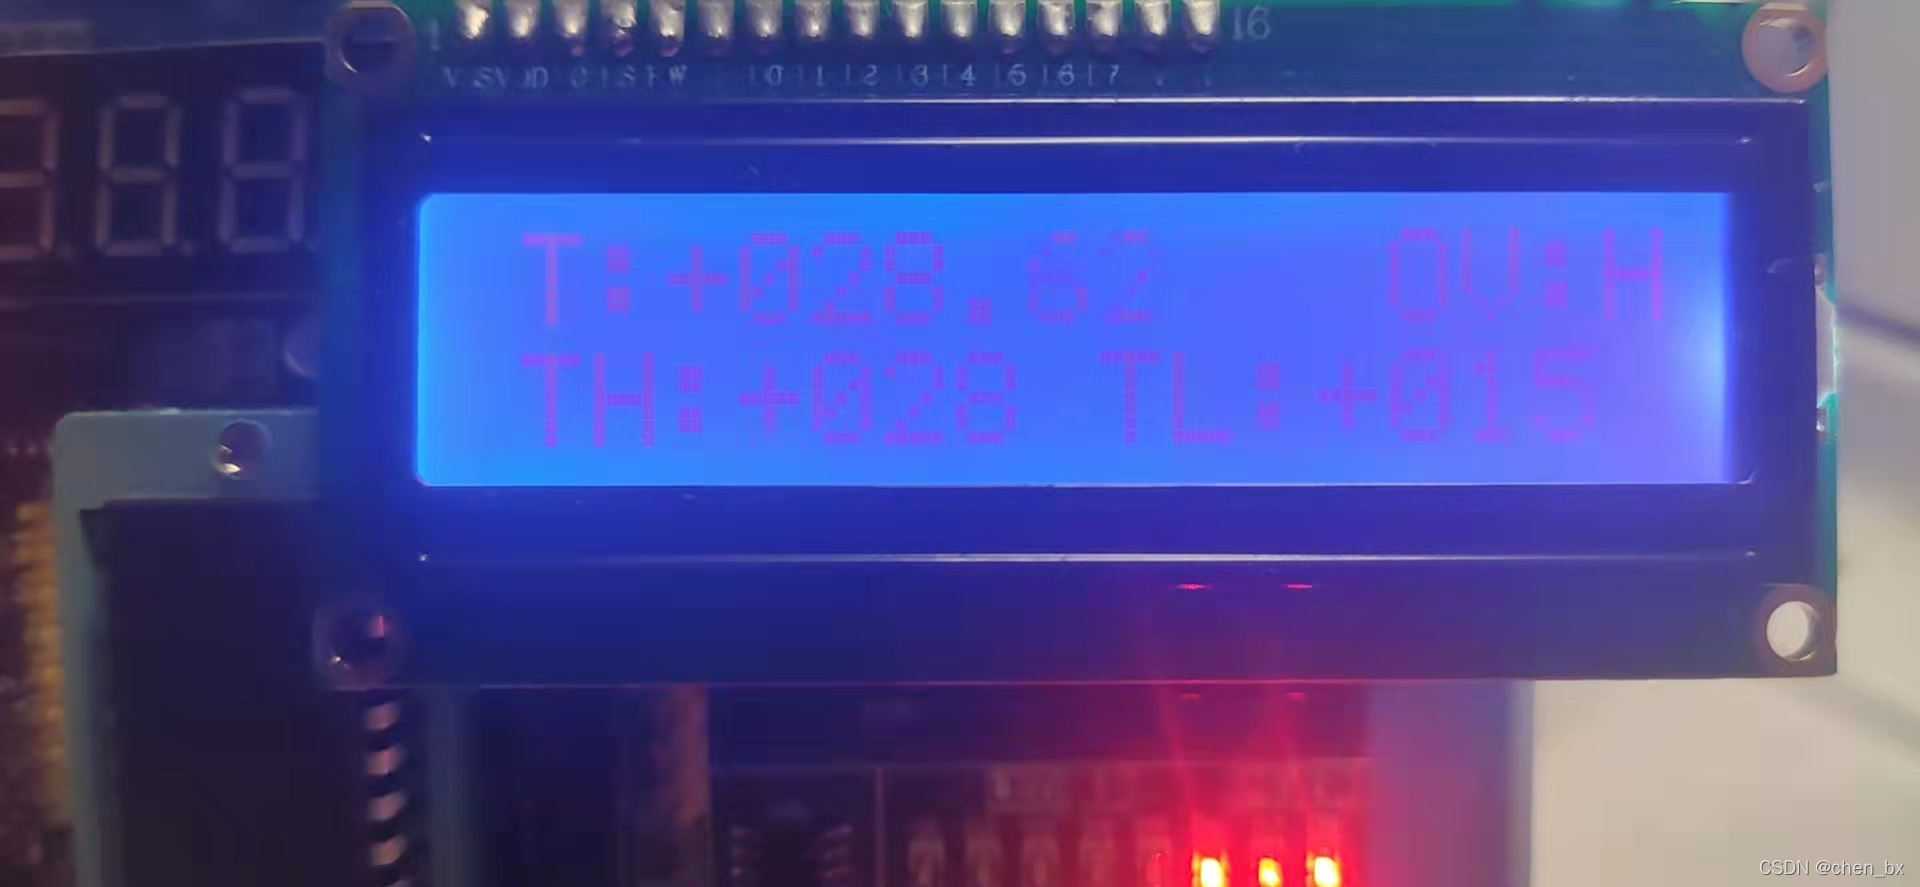 16
T:+028.62 OV:H
TH:+028 TL:+015
CSDN @chen_bx